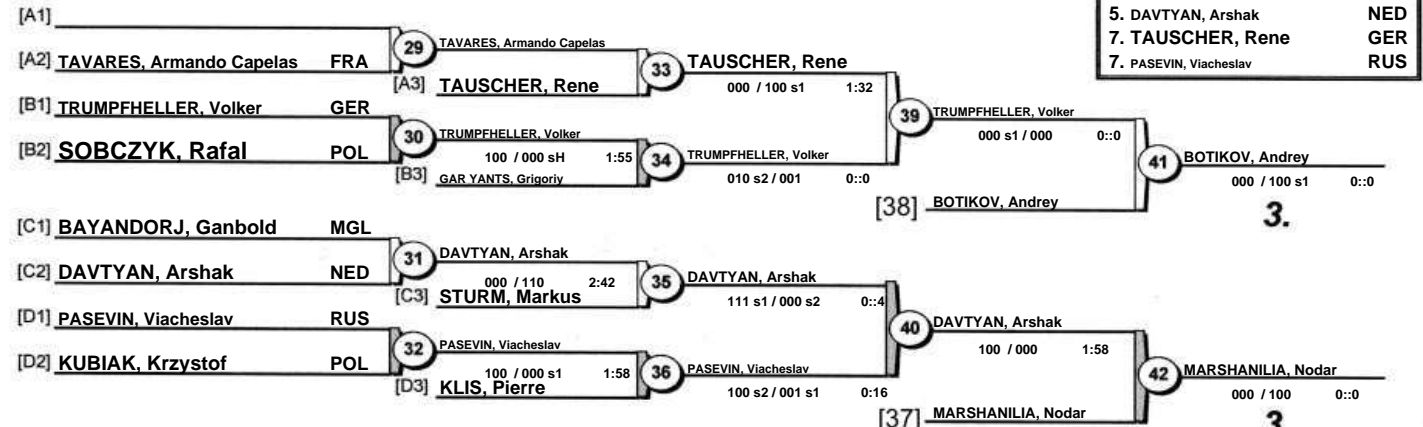 [A1]
[A2] TAVARES, Armando Capelas FRA
29
TAVARES, Armando Capelas
[A3] TAUSCHER, Rene
33
TAUSCHER, Rene
000 / 100 s1 1:32
[B1] TRUMPFHELLER, Volker GER
[B2] SOBCZYK, Rafal POL
30
TRUMPFHELLER, Volker
100 / 000 sH 1:55
[B3] GAR YANTS, Grigoriy
34
TRUMPFHELLER, Volker
010 s2 / 001 0::0
39
TRUMPFHELLER, Volker
000 s1 / 000 0::0
[38] BOTIKOV, Andrey
41
BOTIKOV, Andrey
000 / 100 s1 0::0
3.
[C1] BAYANDORJ, Ganbold MGL
[C2] DAVTYAN, Arshak NED
31
DAVTYAN, Arshak
000 / 110 2:42
[C3] STURM, Markus
35
DAVTYAN, Arshak
111 s1 / 000 s2 0::4
[D1] PASEVIN, Viacheslav RUS
[D2] KUBIAK, Krzystof POL
32
PASEVIN, Viacheslav
100 / 000 s1 1:58
[D3] KLIS, Pierre
36
PASEVIN, Viacheslav
100 s2 / 001 s1 0:16
40
DAVTYAN, Arshak
100 / 000 1:58
[37] MARSHANILIA, Nodar
42
MARSHANILIA, Nodar
000 / 100 0::0
3
5. DAVTYAN, Arshak NED
7. TAUSCHER, Rene GER
7. PASEVIN, Viacheslav RUS